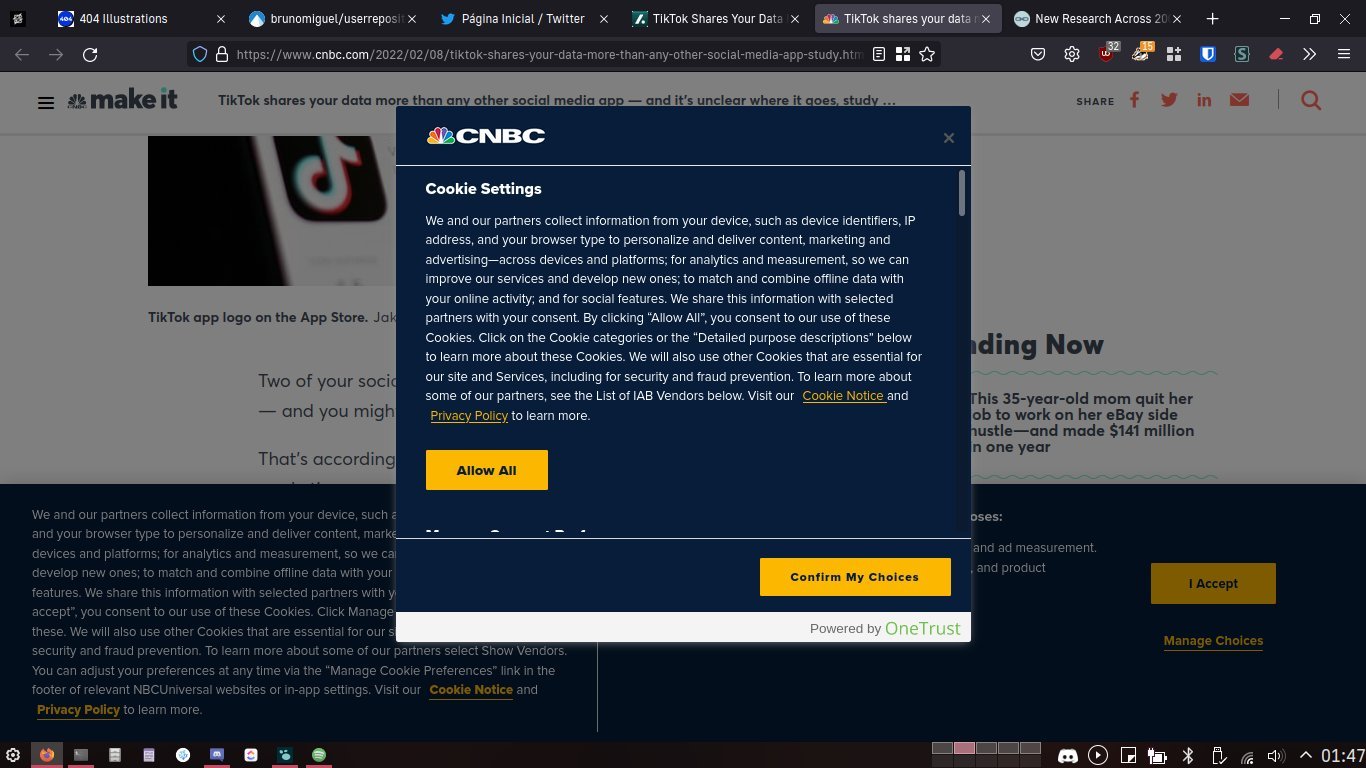 404 Illustrations
brunomiguel/userreposit
Página Inicial / Twitter
TikTok Shares Your Data
TikTok shares your data m
New Research Across 20
https://www.cnbc.com/2022/02/08/tiktok-shares-your-data-more-than-any-other-social-media-app-study.htm
32
15
make it
TikTok shares your data more than any other social media app — and it's unclear where it goes, study ...
SHARE
CNBC
Cookie Settings
We and our partners collect information from your device, such as device identifiers, IP
address, and your browser type to personalize and deliver content, marketing and
advertising—across devices and platforms; for analytics and measurement, so we can
improve our services and develop new ones; to match and combine offline data with
your online activity; and for social features. We share this information with selected
partners with your consent. By clicking “Allow All”, you consent to our use of these
Cookies. Click on the Cookie categories or the “Detailed purpose descriptions” below
to learn more about these Cookies. We will also use other Cookies that are essential for
our site and Services, including for security and fraud prevention. To learn more about
some of our partners, see the List of IAB Vendors below. Visit our Cookie Notice and
Privacy Policy to learn more.
Allow All
Confirm My Choices
Powered by OneTrust
TikTok app logo on the App Store. Jak
Two of your soci
— and you migh
That's according
nding Now
This 35-year-old mom quit her
job to work on her eBay side
hustle—and made $141 million
in one year
We and our partners collect information from your device, such a
and your browser type to personalize and deliver content, marke
devices and platforms; for analytics and measurement, so we ca
develop new ones; to match and combine offline data with your
features. We share this information with selected partners with y
accept”, you consent to our use of these Cookies. Click Manage
these. We will also use other Cookies that are essential for our s
security and fraud prevention. To learn more about some of our partners select Show Vendors.
You can adjust your preferences at any time via the “Manage Cookie Preferences” link in the
footer of relevant NBCUniversal websites or in-app settings. Visit our Cookie Notice and
Privacy Policy to learn more.
oses:
and ad measurement.
, and product
I Accept
Manage Choices
01:47